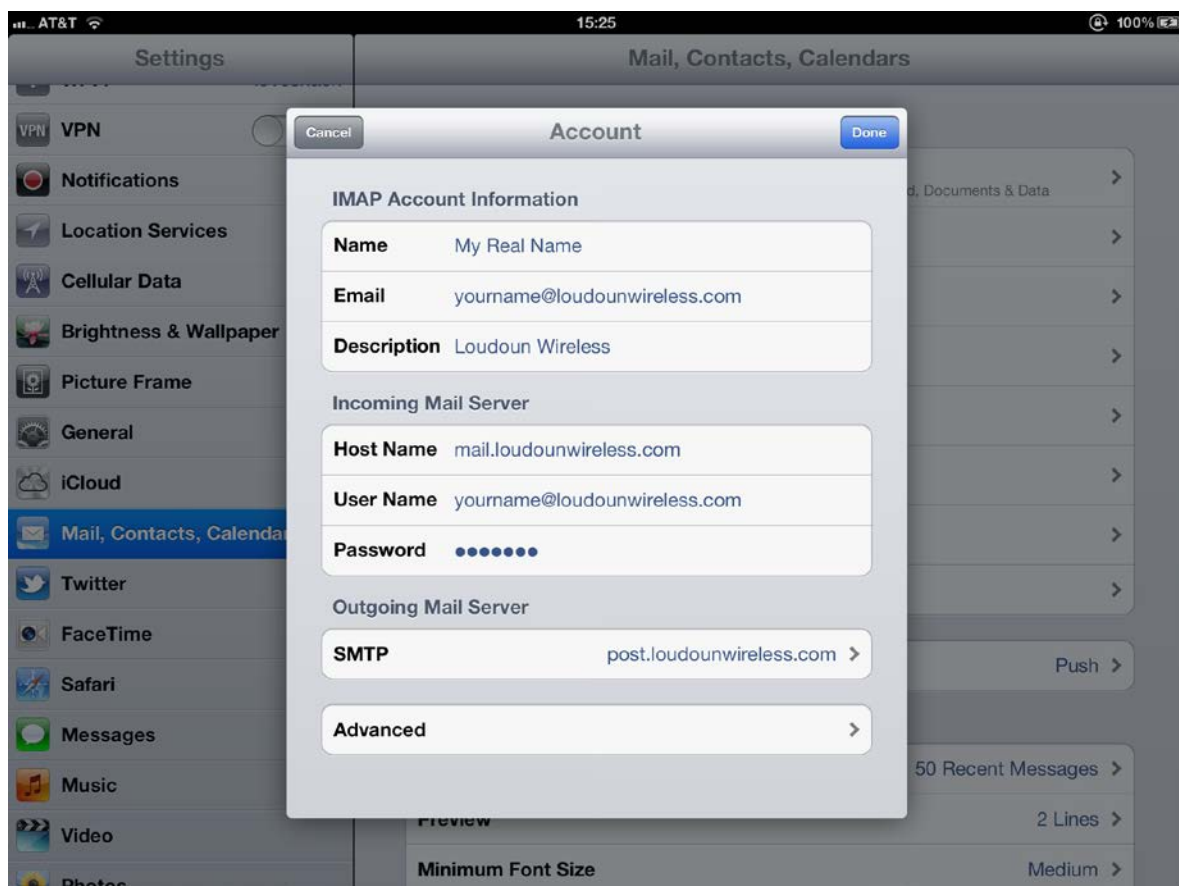 AT&T 15:25 100%
Settings Mail, Contacts, Calendars
VPN VPN
Cancel Account Done
Notifications
d, Documents & Data
IMAP Account Information
Location Services
Name My Real Name
Cellular Data
Email yourname@loudounwireless.com
Brightness & Wallpaper
Description Loudoun Wireless
Picture Frame
Incoming Mail Server
General
Host Name mail.loudounwireless.com
iCloud
User Name yourname@loudounwireless.com
Mail, Contacts, Calendar
Password •••••••
Twitter
Outgoing Mail Server
FaceTime
SMTP post.loudounwireless.com
Push
Safari
Advanced
Messages
50 Recent Messages
Music
Preview 2 Lines
Video
Minimum Font Size Medium
Photos